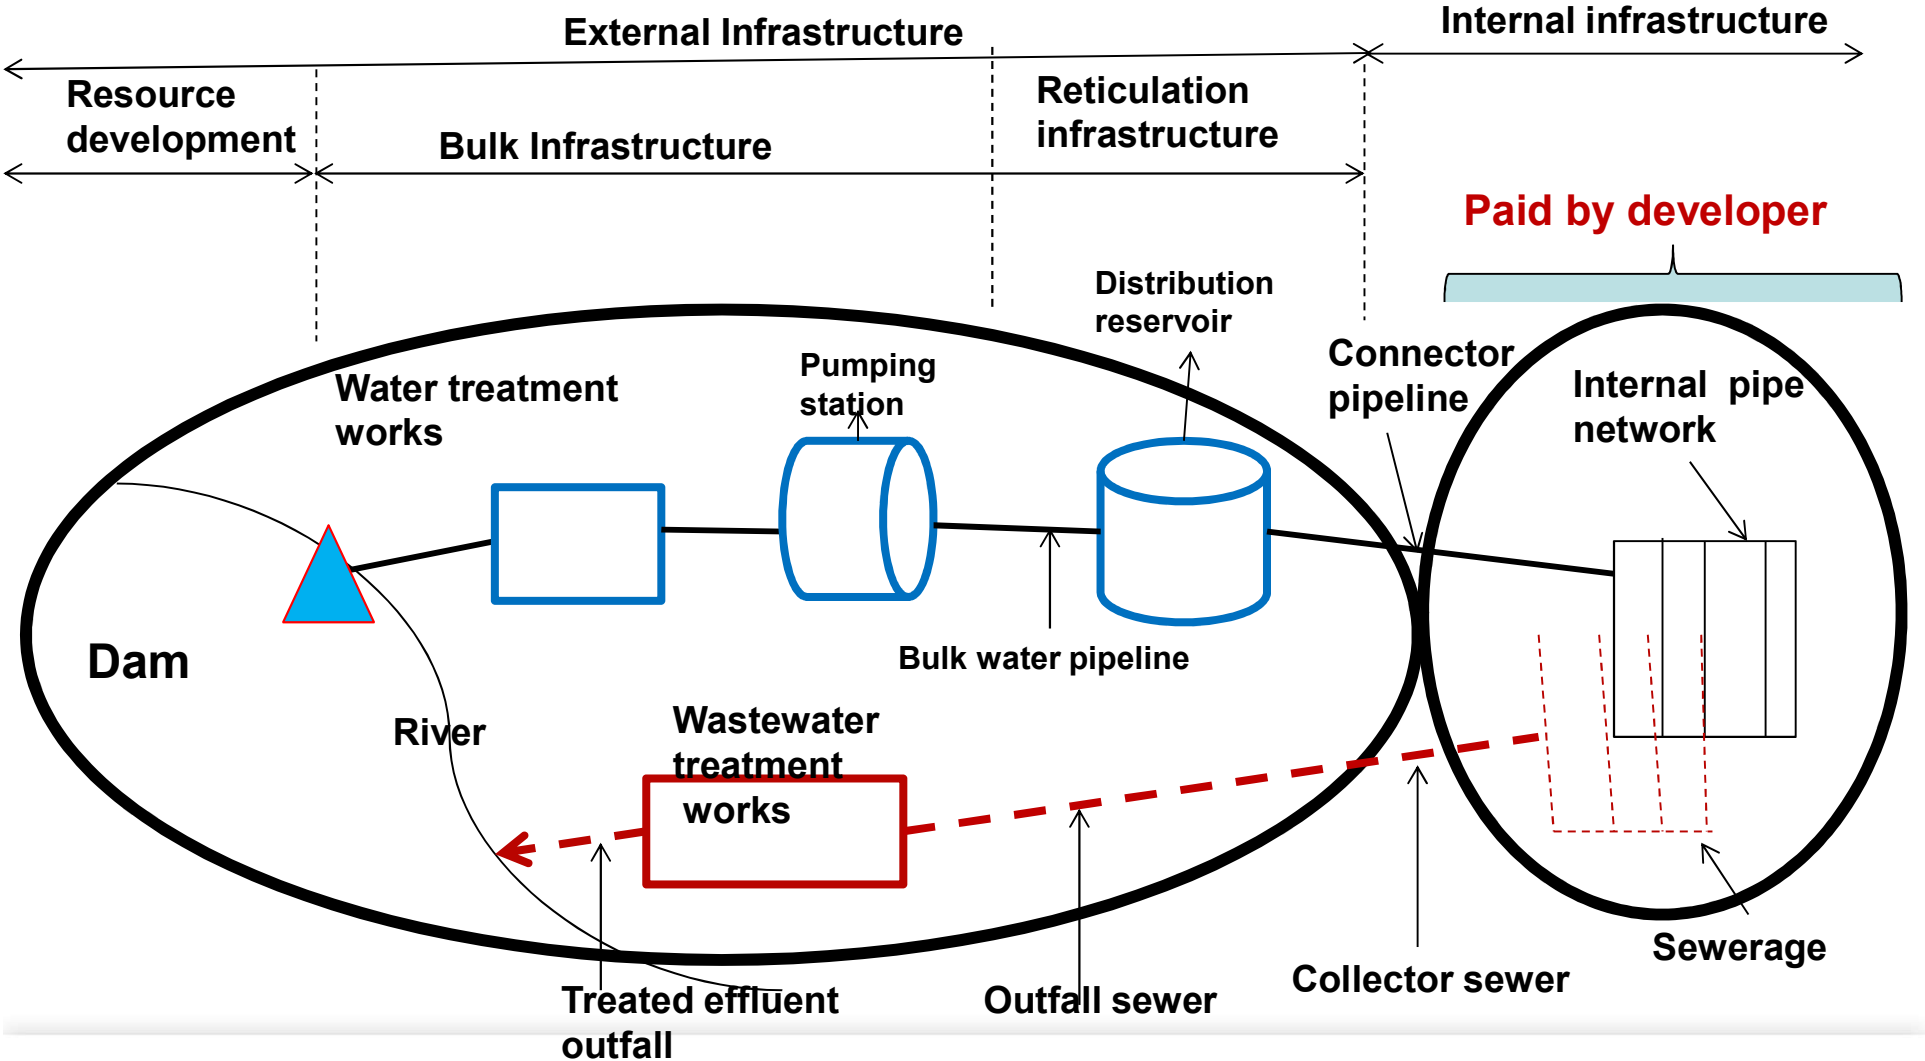 External Infrastructure
Internal infrastructure
Resource
development
Bulk Infrastructure
Reticulation
infrastructure
Paid by developer
Distribution
reservoir
Pumping
station
Water treatment
works
Connector
pipeline
Internal pipe
network
Dam
Bulk water pipeline
River
Wastewater
treatment
works
Sewerage
Collector sewer
Outfall sewer
Treated effluent
outfall